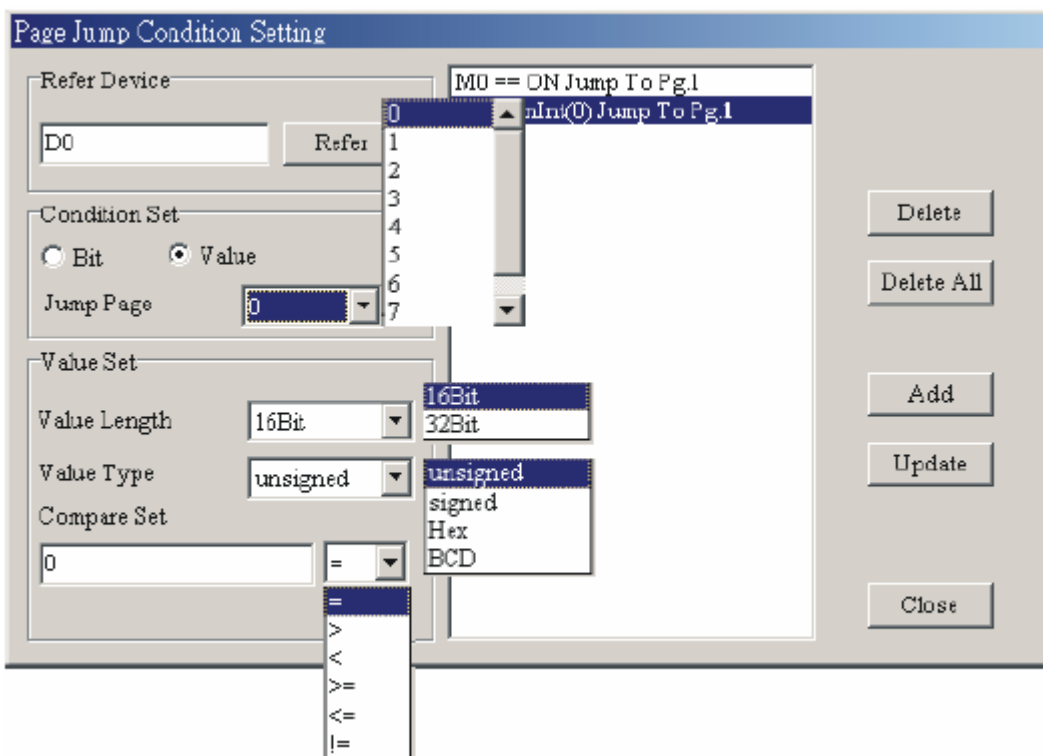 Page Jump Condition Setting
Refer Device
D0
Refer
Condition Set
Bit
Value
Jump Page
0
0
1
2
3
4
5
6
7
M0 == ON Jump To Pg.1
(0) Jump To Pg.1
Delete
Delete All
Add
Update
Close
Value Set
Value Length
16Bit
16Bit
32Bit
Value Type
unsigned
unsigned
signed
Hex
BCD
Compare Set
0
=
=
>
<
>=
<=
!=